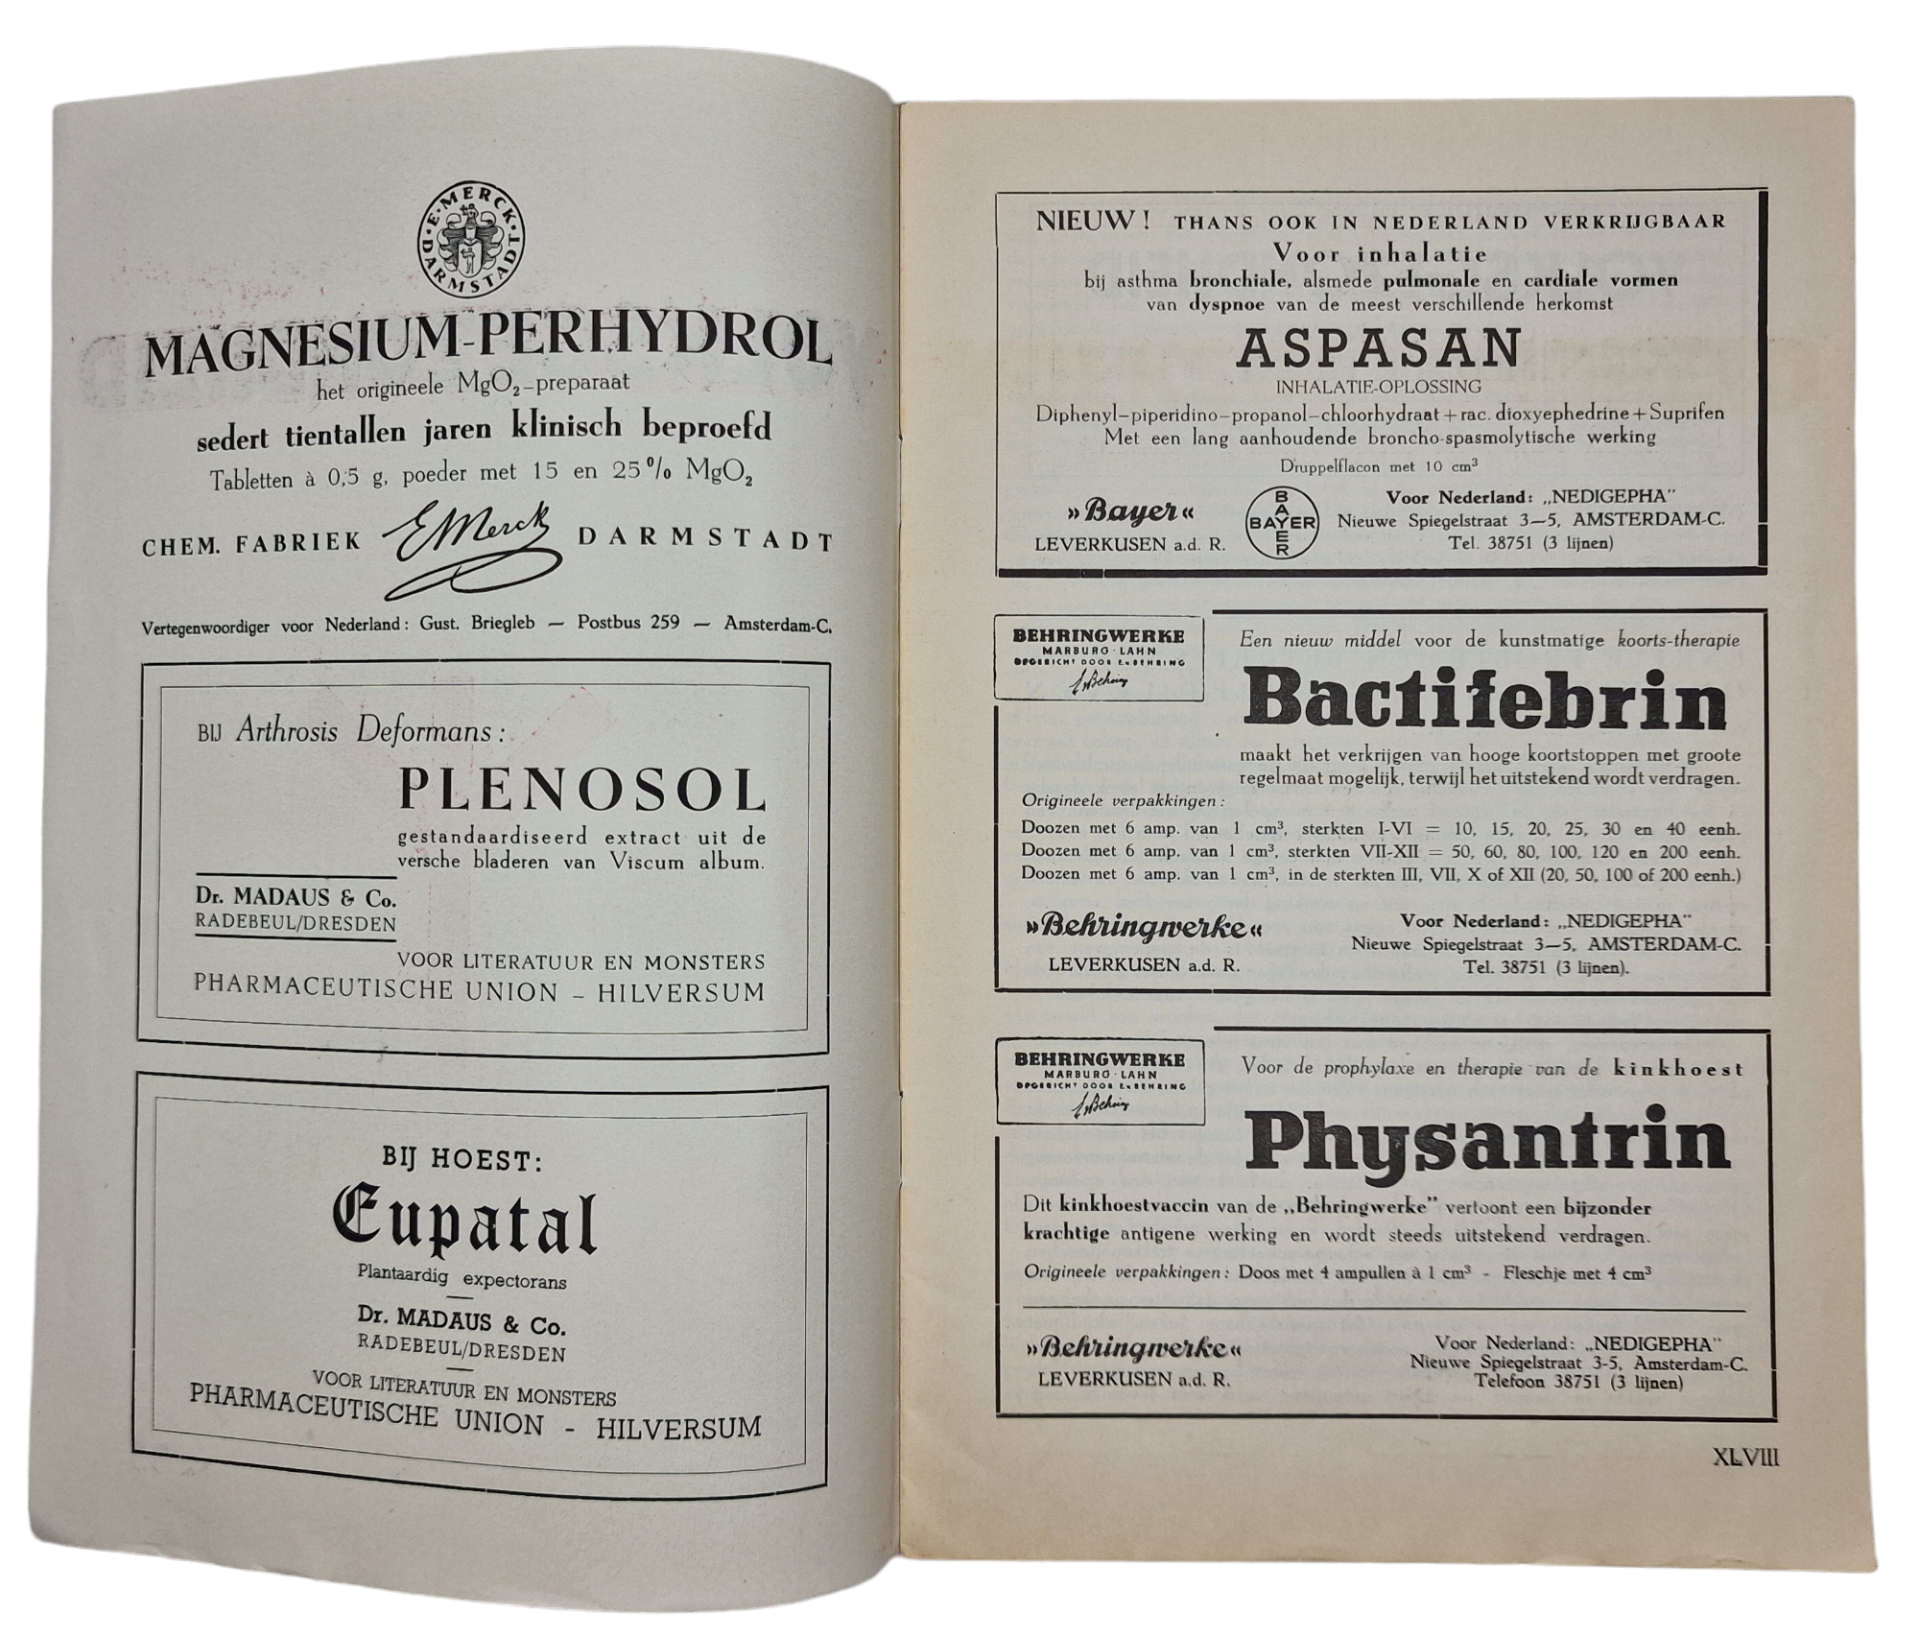 E·MERCK·DARMSTADT·
MAGNESIUM-PERHYDROL
het origineele MgO₂-preparaat
sedert tientallen jaren klinisch beproefd
Tabletten à 0,5 g, poeder met 15 en 25% MgO₂
CHEM. FABRIEK E Merck DARMSTADT
Vertegenwoordiger voor Nederland: Gust. Briegleb — Postbus 259 — Amsterdam-C.
BIJ Arthrosis Deformans:
PLENOSOL
gestandaardiseerd extract uit de
versche bladeren van Viscum album.
Dr. MADAUS & Co.
RADEBEUL/DRESDEN
VOOR LITERATUUR EN MONSTERS
PHARMACEUTISCHE UNION – HILVERSUM
BIJ HOEST:
Eupatal
Plantaardig expectorans
Dr. MADAUS & Co.
RADEBEUL/DRESDEN
VOOR LITERATUUR EN MONSTERS
PHARMACEUTISCHE UNION - HILVERSUM
NIEUW! THANS OOK IN NEDERLAND VERKRIJGBAAR
Voor inhalatie
bij asthma bronchiale, alsmede pulmonale en cardiale vormen
van dyspnoe van de meest verschillende herkomst
ASPASAN
INHALATIE-OPLOSSING
Diphenyl-piperidino-propanol-chloorhydraat + rac. dioxyephedrine + Suprifen
Met een lang aanhoudende broncho-spasmolytische werking
Druppelflacon met 10 cm³
»Bayer«
LEVERKUSEN a.d. R.
BAYER
BAYER
Voor Nederland: „NEDIGEPHA"
Nieuwe Spiegelstraat 3—5, AMSTERDAM-C.
Tel. 38751 (3 lijnen)
BEHRINGWERKE
MARBURG·LAHN
OPGERICHT DOOR E.v.BEHRING
E v Behring
Een nieuw middel voor de kunstmatige koorts-therapie
Bactifebrin
maakt het verkrijgen van hooge koortstoppen met groote
regelmaat mogelijk, terwijl het uitstekend wordt verdragen.
Origineele verpakkingen:
Doozen met 6 amp. van 1 cm³, sterkten I-VI = 10, 15, 20, 25, 30 en 40 eenh.
Doozen met 6 amp. van 1 cm³, sterkten VII-XII = 50, 60, 80, 100, 120 en 200 eenh.
Doozen met 6 amp. van 1 cm³, in de sterkten III, VII, X of XII (20, 50, 100 of 200 eenh.)
»Behringwerke«
LEVERKUSEN a.d. R.
Voor Nederland: „NEDIGEPHA"
Nieuwe Spiegelstraat 3—5, AMSTERDAM-C.
Tel. 38751 (3 lijnen).
BEHRINGWERKE
MARBURG·LAHN
OPGERICHT DOOR E.v.BEHRING
E v Behring
Voor de prophylaxe en therapie van de kinkhoest
Physantrin
Dit kinkhoestvaccin van de „Behringwerke" vertoont een bijzonder
krachtige antigene werking en wordt steeds uitstekend verdragen.
Origineele verpakkingen: Doos met 4 ampullen à 1 cm³ - Fleschje met 4 cm³
»Behringwerke«
LEVERKUSEN a.d. R.
Voor Nederland: „NEDIGEPHA"
Nieuwe Spiegelstraat 3-5, Amsterdam-C.
Telefoon 38751 (3 lijnen)
XLVIII